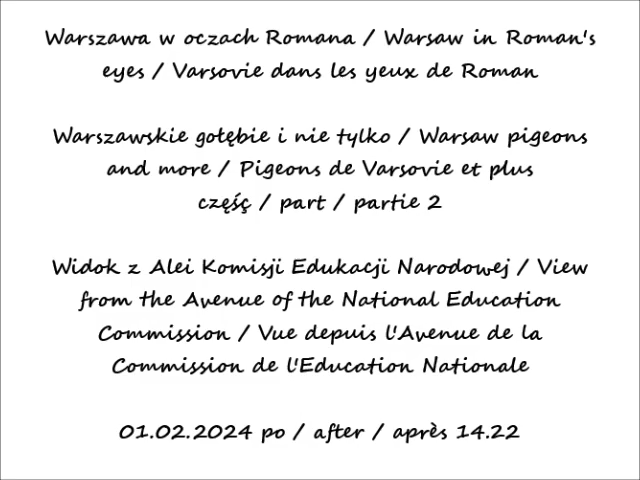 Warszawa w oczach Romana / Warsaw in Roman's
eyes / Varsovie dans les yeux de Roman
Warszawskie gołębie i nie tylko / Warsaw pigeons
and more / Pigeons de Varsovie et plus
częśç / part / partie 2
Widok z Alei Komisji Edukacji Narodowej / View
from the Avenue of the National Education
Commission / Vue depuis l'Avenue de la
Commission de l'Education Nationale
01.02.2024 po / after / après 14.22